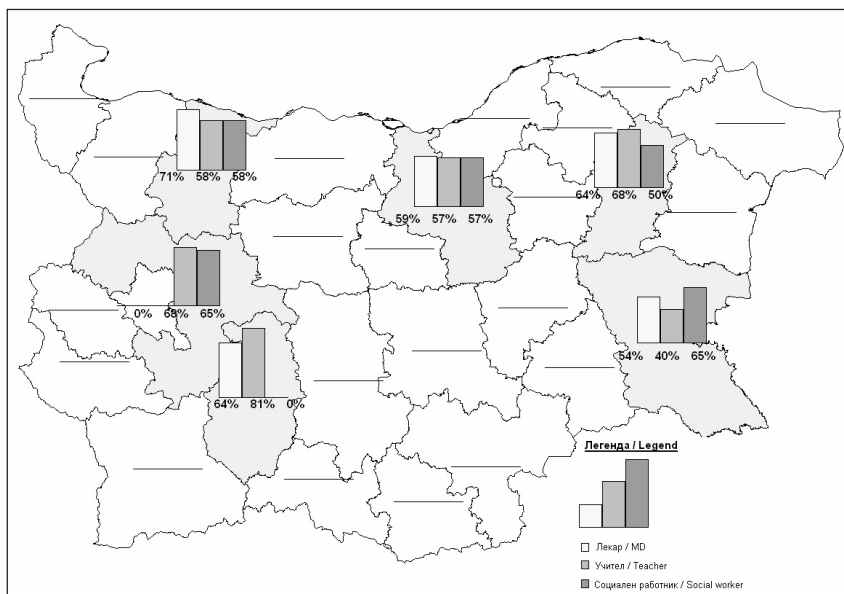 71% 58% 58%
59% 57% 57%
64% 68% 50%
0% 68% 65%
54% 40% 65%
64% 81% 0%
Легенда / Legend
Лекар / MD
Учител / Teacher
Социален работник / Social worker